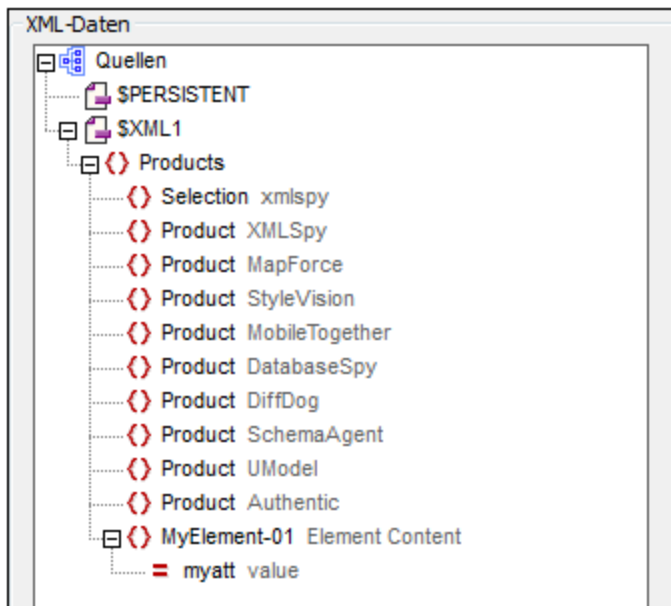 XML-Daten
Quellen
$PERSISTENT
$XML1
Products
Selection xmlspy
Product XMLSpy
Product MapForce
Product StyleVision
Product MobileTogether
Product DatabaseSpy
Product DiffDog
Product SchemaAgent
Product UModel
Product Authentic
MyElement-01 Element Content
myatt value